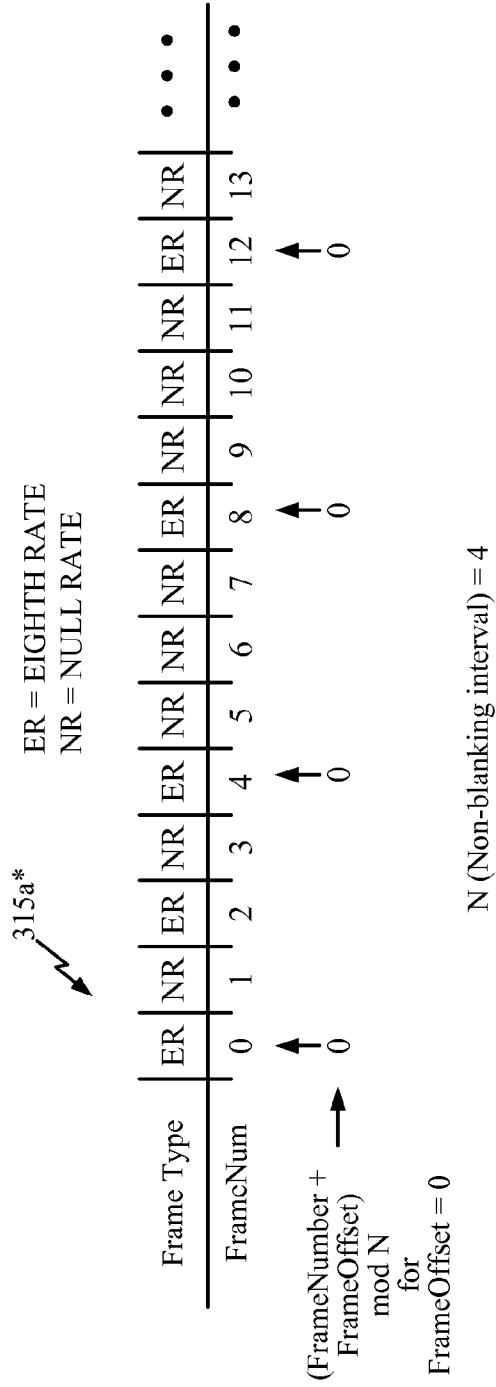 315a*
ER = EIGHTH RATE
NR = NULL RATE
Frame Type ER NR ER NR ER NR NR NR ER NR NR NR ER NR • • •
FrameNum 0 1 2 3 4 5 6 7 8 9 10 11 12 13 • • •
(FrameNumber + 0 0 0 0
FrameOffset)
mod N
for
FrameOffset = 0
N (Non-blanking interval) = 4